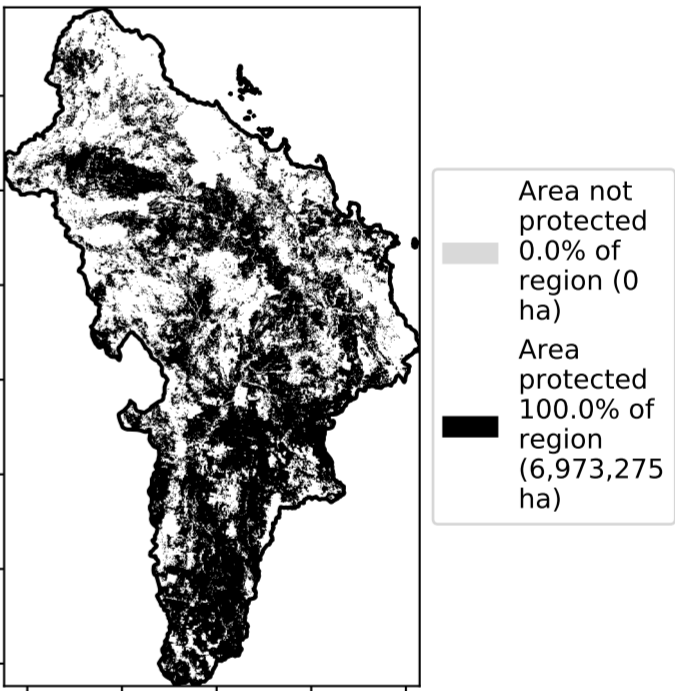 Area not
protected
0.0% of
region (0
ha)
Area
protected
100.0% of
region
(6,973,275
ha)